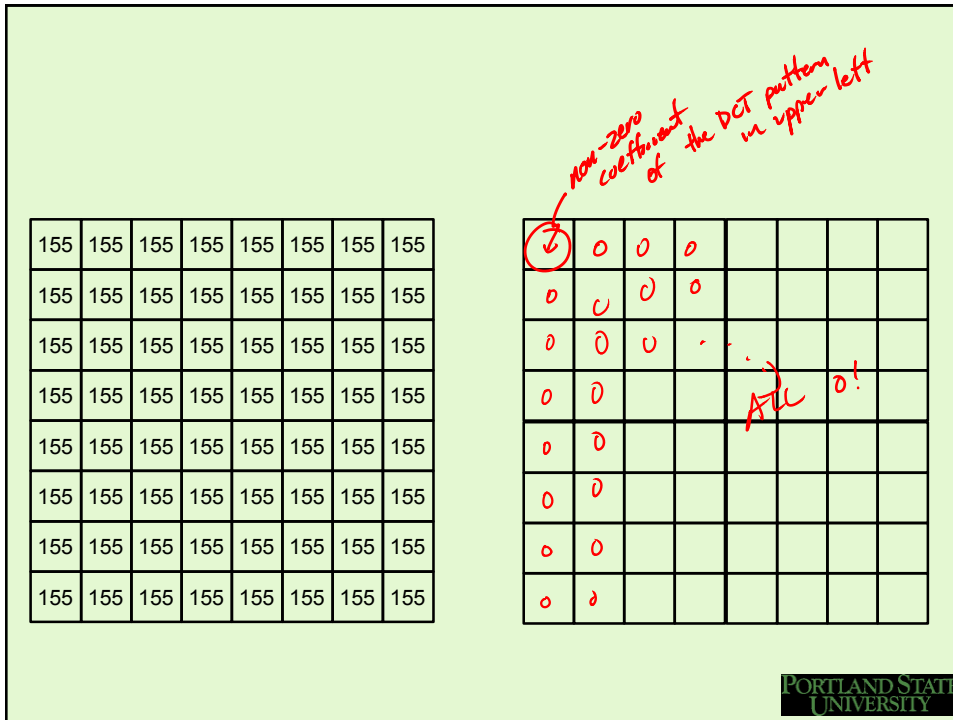 non-zero
coefficient
of the DCT pattern
in upper left
155 155 155 155 155 155 155 155
155 155 155 155 155 155 155 155
155 155 155 155 155 155 155 155
155 155 155 155 155 155 155 155
155 155 155 155 155 155 155 155
155 155 155 155 155 155 155 155
155 155 155 155 155 155 155 155
155 155 155 155 155 155 155 155
0 0 0
0 0 0 0
0 0 0 . . .
0 0 ALL 0!
0 0
0 0
0 0
0 0
PORTLAND STATE
UNIVERSITY